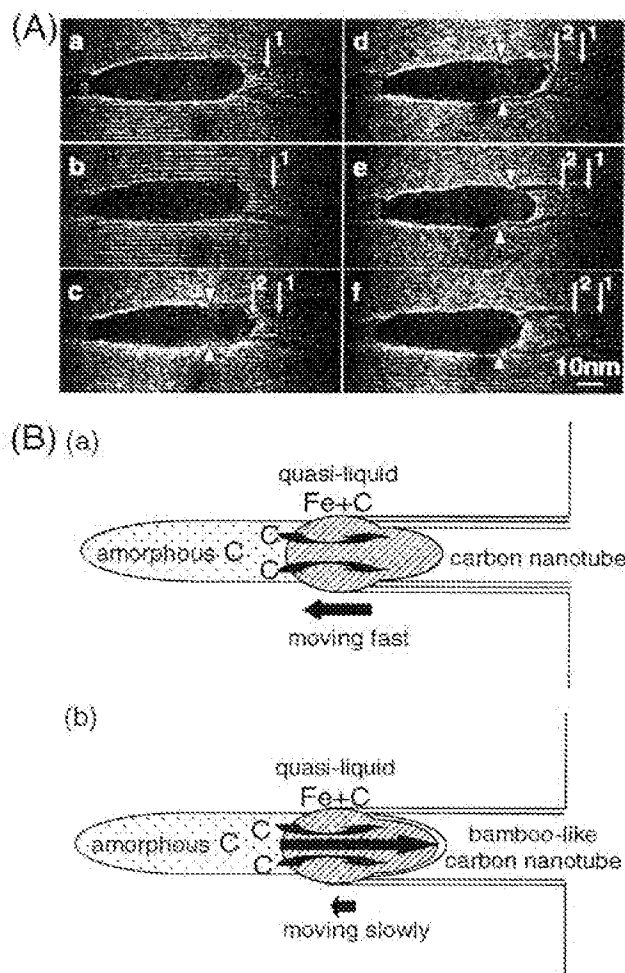 (A)
a 1
d 2 1
b 1
e 2 1
c 2 1
f 2 1
10nm
(B) (a)
quasi-liquid
Fe+C
C
amorphous C
carbon nanotube
C
moving fast
(b)
quasi-liquid
Fe+C
C
amorphous C
bamboo-like
carbon nanotube
C
moving slowly